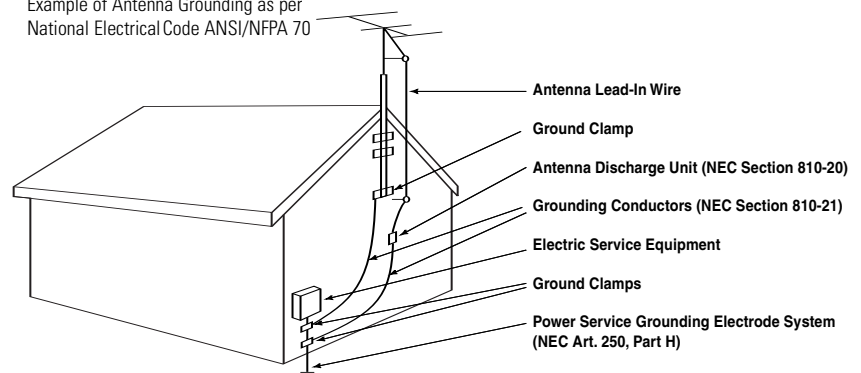 Example of Antenna Grounding as per
National Electrical Code ANSI/NFPA 70
Antenna Lead-In Wire
Ground Clamp
Antenna Discharge Unit (NEC Section 810-20)
Grounding Conductors (NEC Section 810-21)
Electric Service Equipment
Ground Clamps
Power Service Grounding Electrode System
(NEC Art. 250, Part H)